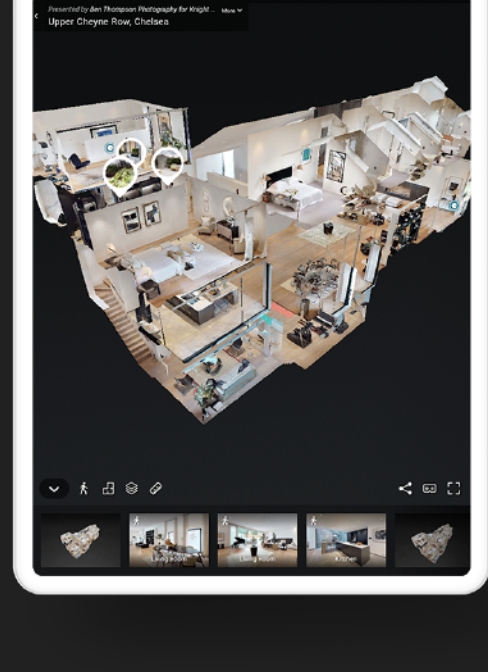 Presented by Ben Thompson Photography for Knight ... More
Upper Cheyne Row, Chelsea
Living Room
Living Room
Kitchen